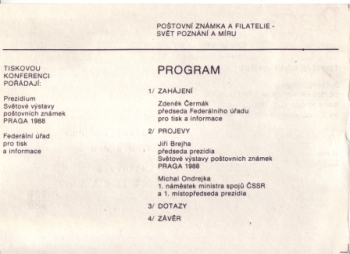 POŠTOVNÍ ZNÁMKA A FILATELIE -
SVĚT POZNÁNÍ A MÍRU
TISKOVOU
KONFERENCI
POŘÁDAJÍ:
Prezidium
Světové výstavy
poštovních známek
PRAGA 1988
Federální úřad
pro tisk
a informace
PROGRAM
1/ ZAHÁJENÍ
Zdeněk Čermák
předseda Federálního úřadu
pro tisk a informace
2/ PROJEVY
Jiří Brejha
předseda prezidia
Světové výstavy poštovních známek
PRAGA 1988
Michal Ondrejka
1. náměstek ministra spojů ČSSR
a 1. místopředseda prezidia
3/ DOTAZY
4/ ZÁVĚR